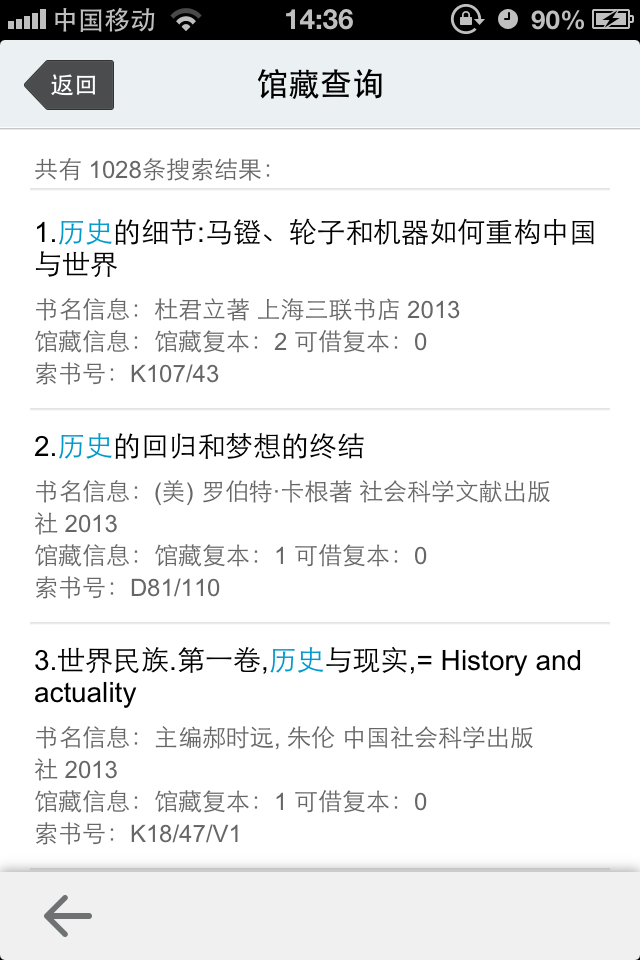 中国移动 14:36 90%
返回 馆藏查询
共有 1028条搜索结果：
1.历史的细节:马镫、轮子和机器如何重构中国
与世界
书名信息：杜君立著 上海三联书店 2013
馆藏信息：馆藏复本：2 可借复本：0
索书号：K107/43
2.历史的回归和梦想的终结
书名信息：(美) 罗伯特·卡根著 社会科学文献出版
社 2013
馆藏信息：馆藏复本：1 可借复本：0
索书号：D81/110
3.世界民族.第一卷,历史与现实,= History and
actuality
书名信息：主编郝时远, 朱伦 中国社会科学出版
社 2013
馆藏信息：馆藏复本：1 可借复本：0
索书号：K18/47/V1